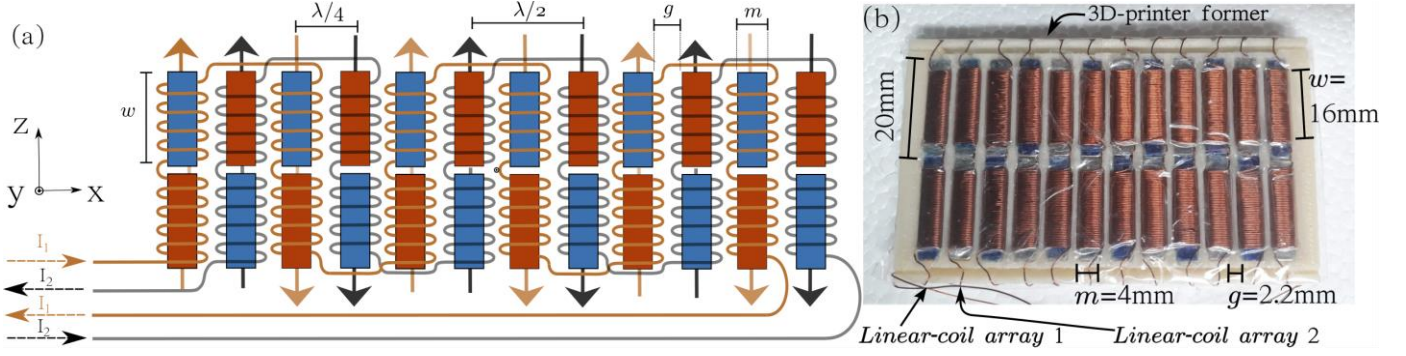 (a)
λ/4
λ/2
g
m
w
Z
y
x
I₁
I₂
I₁
I₂
(b)
3D-printer former
20mm
w=
16mm
m=4mm
g=2.2mm
Linear-coil array 1
Linear-coil array 2